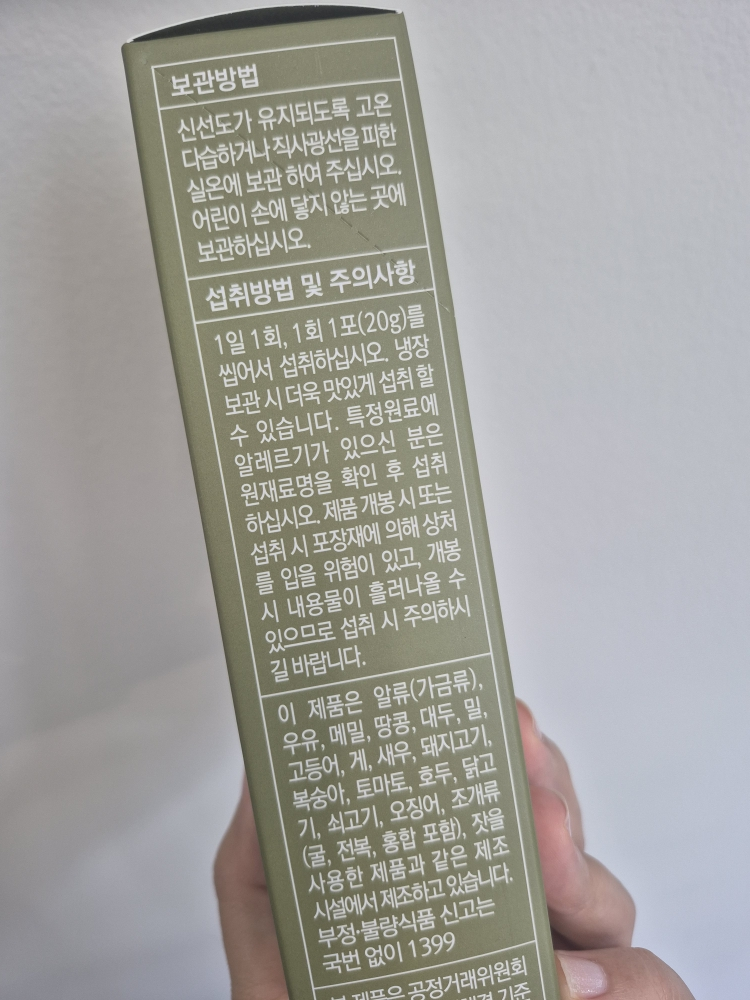 보관방법
신선도가 유지되도록 고온
다습하거나 직사광선을 피한
실온에 보관 하여 주십시오.
어린이 손에 닿지 않는 곳에
보관하십시오.
섭취방법 및 주의사항
1일 1회, 1회 1포(20g)를
씹어서 섭취하십시오. 냉장
보관 시 더욱 맛있게 섭취 할
수 있습니다. 특정원료에
알레르기가 있으신 분은
원재료명을 확인 후 섭취
하십시오. 제품 개봉 시 또는
섭취 시 포장재에 의해 상처
를 입을 위험이 있고, 개봉
시 내용물이 흘러나올 수
있으므로 섭취 시 주의하시
길 바랍니다.
이 제품은 알류(가금류),
우유, 메밀, 땅콩, 대두, 밀,
고등어, 게, 새우, 돼지고기,
복숭아, 토마토, 호두, 닭고
기, 쇠고기, 오징어, 조개류
(굴, 전복, 홍합 포함), 잣을
사용한 제품과 같은 제조
시설에서 제조하고 있습니다.
부정·불량식품 신고는
국번 없이 1399
본 제품은 공정거래위원회
기준